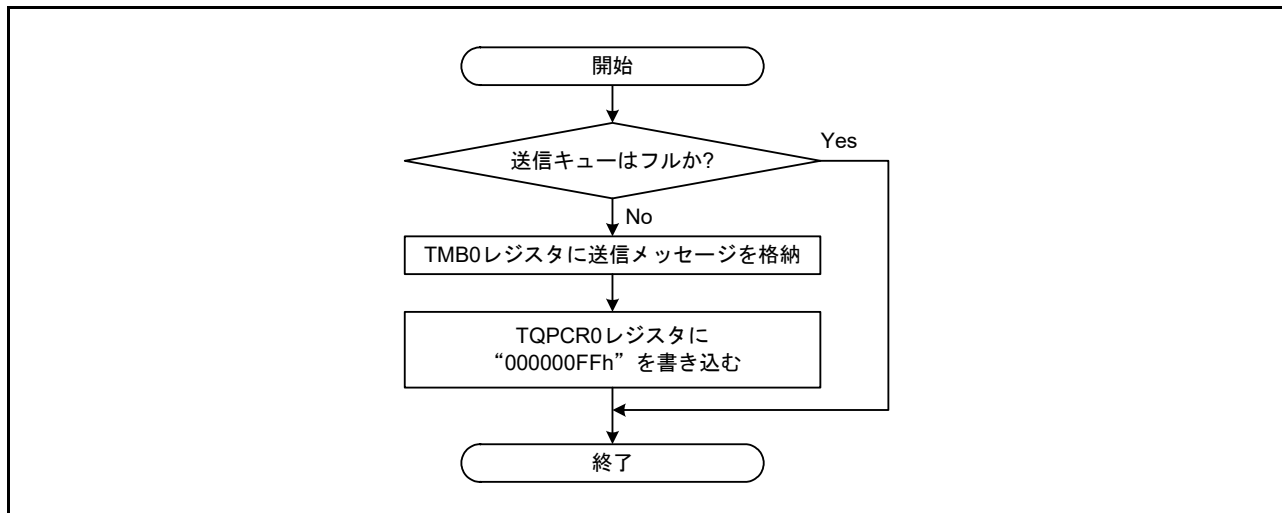 開始
送信キューはフルか?
Yes
No
TMB0レジスタに送信メッセージを格納
TQPCR0レジスタに
“000000FFh”を書き込む
終了